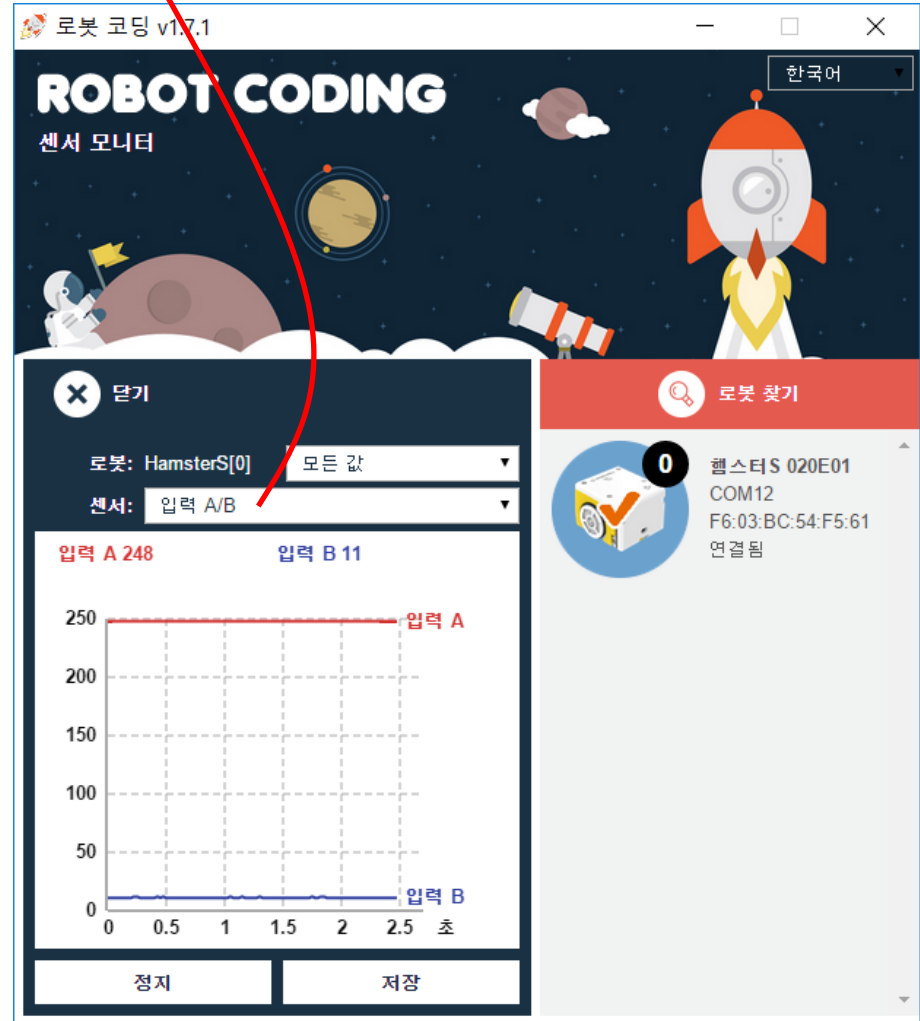 로봇 코딩 v1.7.1
한국어
ROBOT CODING
센서 모니터
닫기
로봇: HamsterS[0] 모든 값
센서: 입력 A/B
입력 A 248 입력 B 11
250
입력 A
200
150
100
50
입력 B
0
0 0.5 1 1.5 2 2.5 초
정지 저장
로봇 찾기
0
햄스터S 020E01
COM12
F6:03:BC:54:F5:61
연결됨